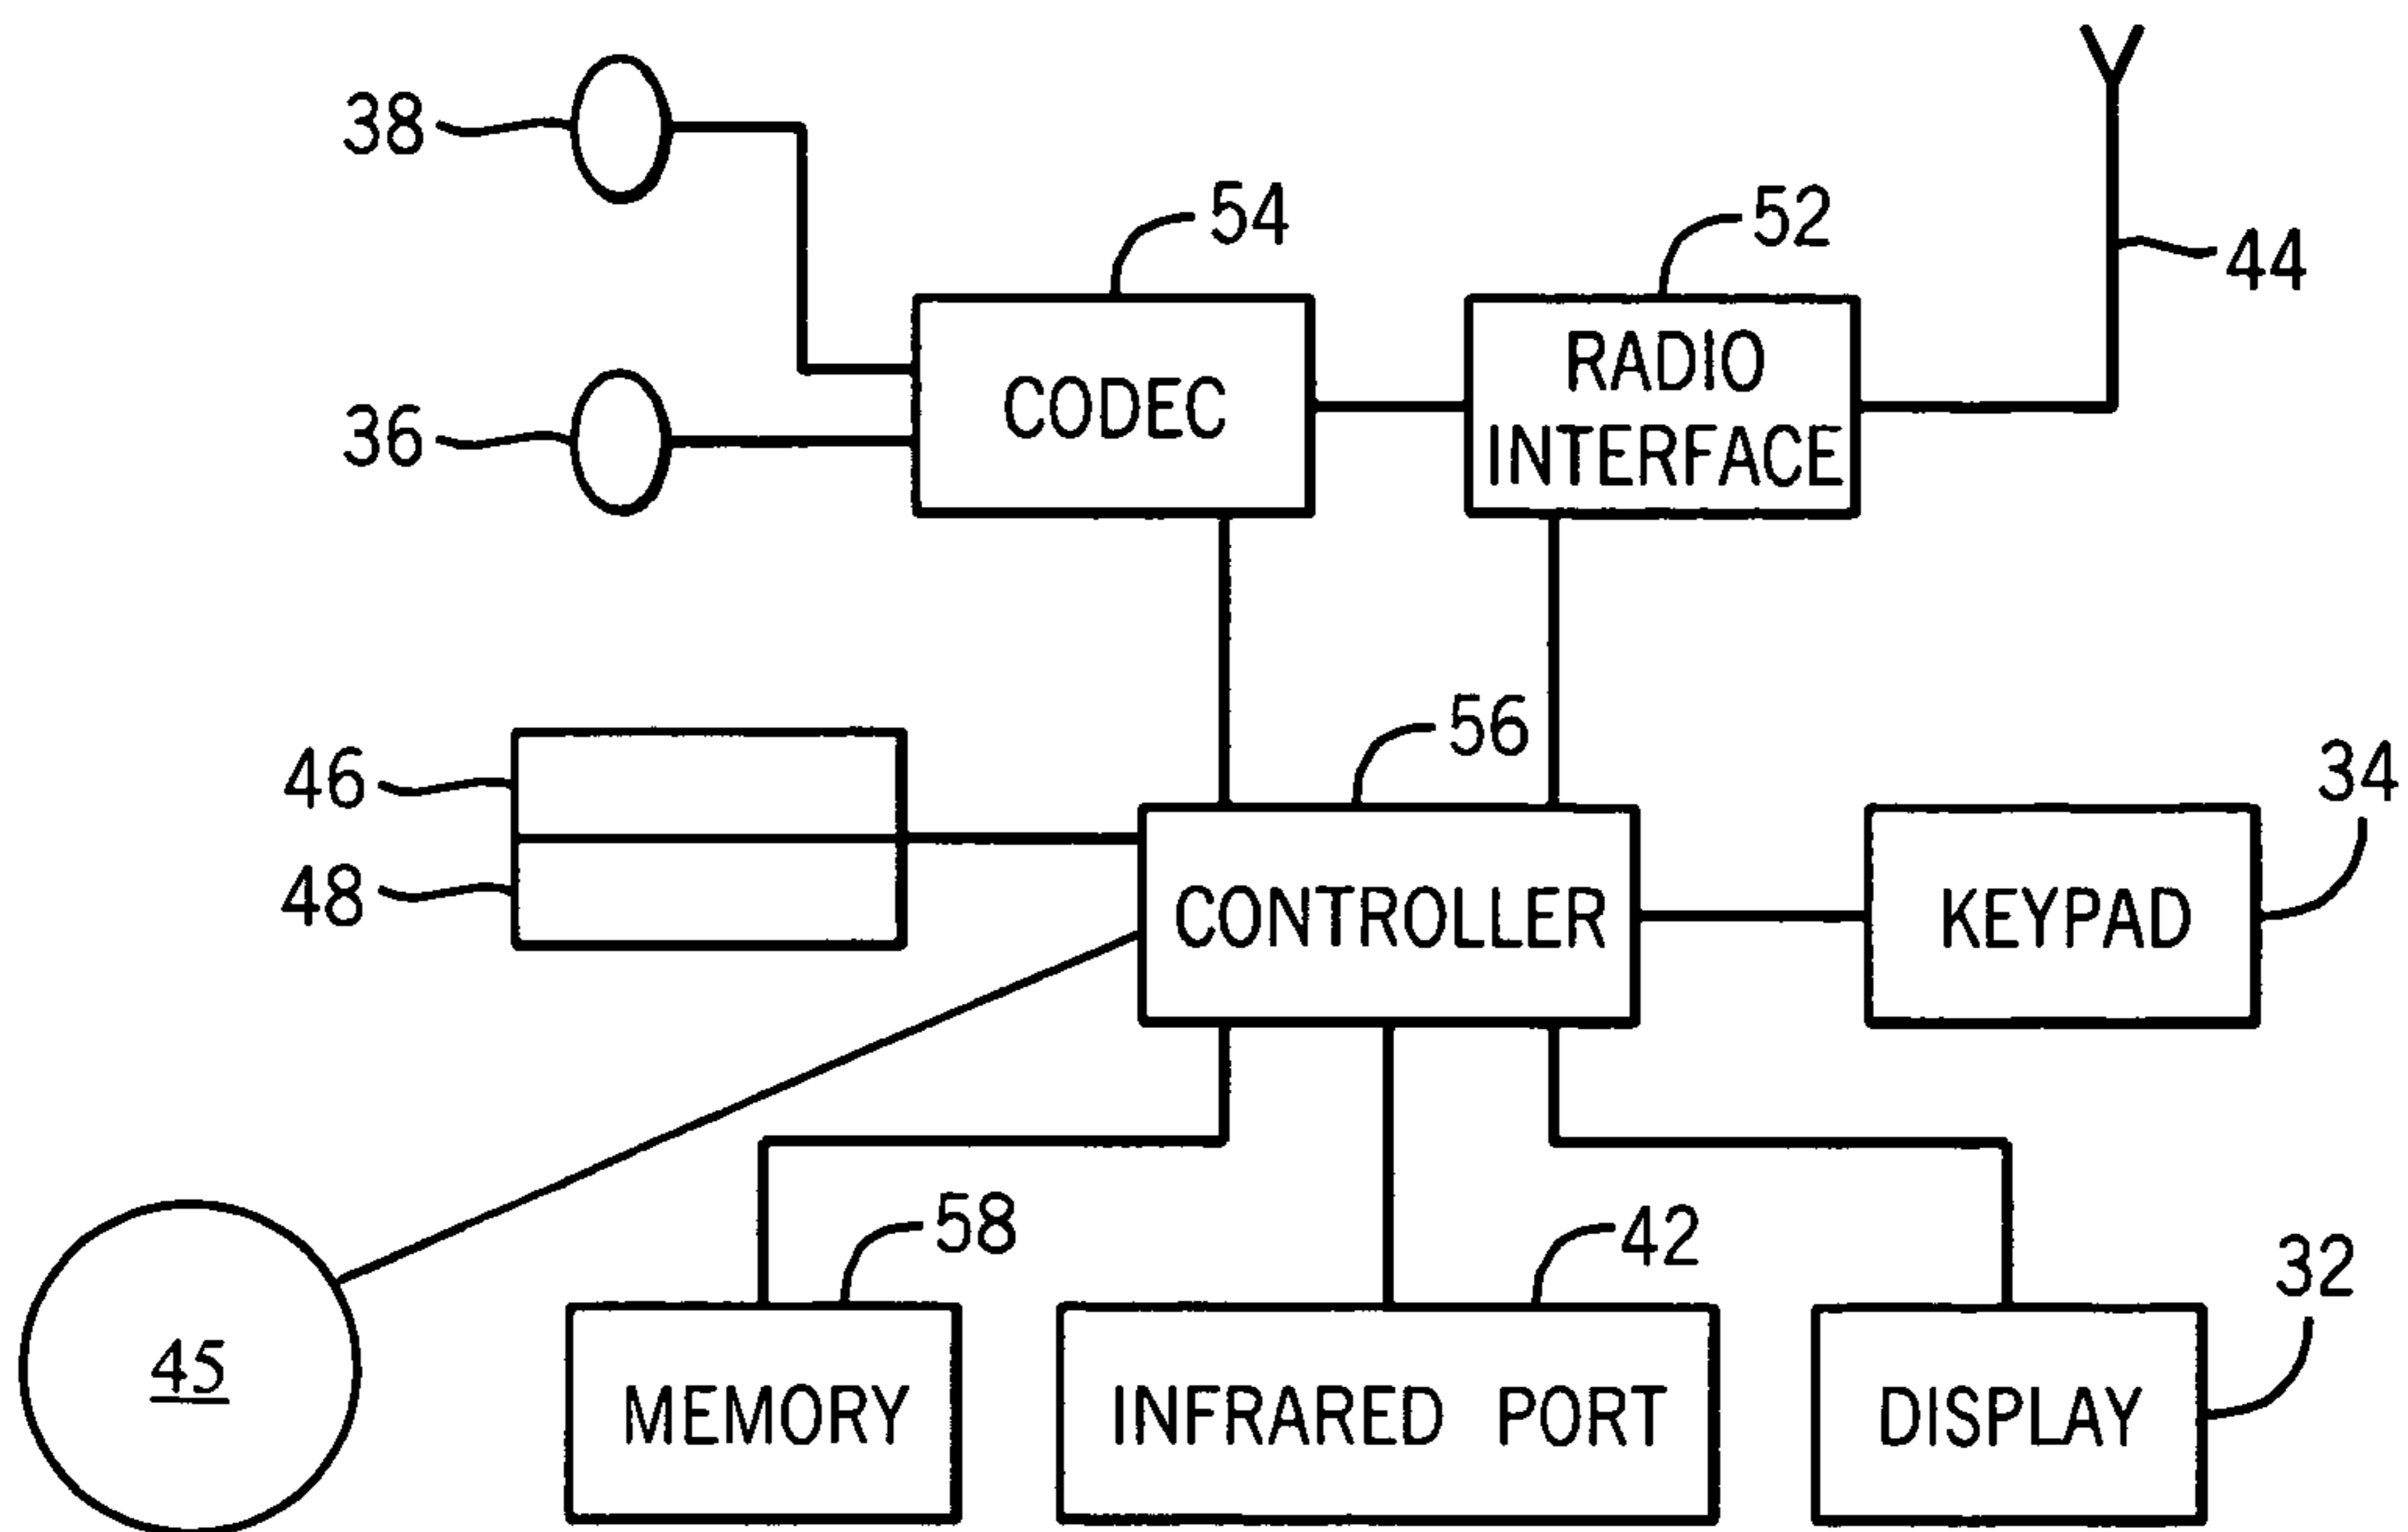 38
54
52
44
CODEC
RADIO
INTERFACE
36
56
46
34
48
CONTROLLER
KEYPAD
58
42
32
45
MEMORY
INFRARED PORT
DISPLAY